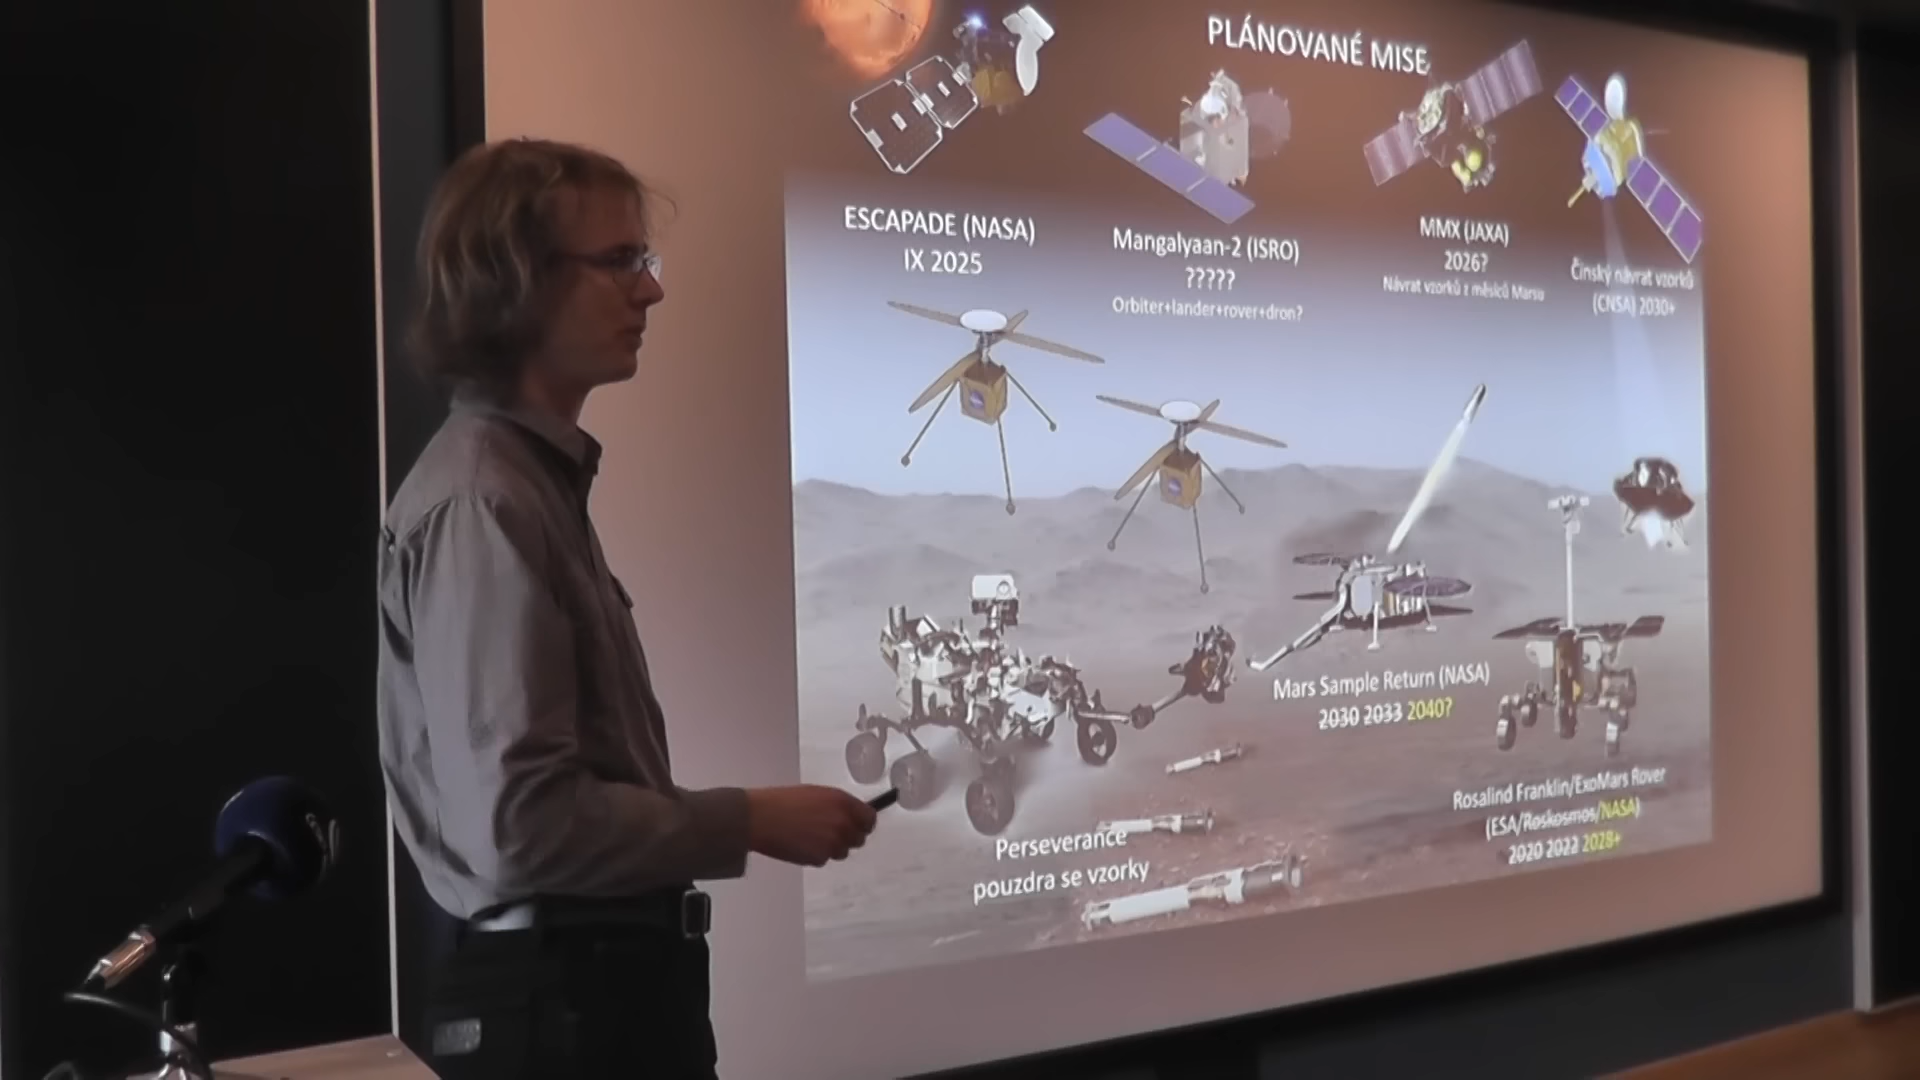 PLÁNOVANÉ MISE
ESCAPADE (NASA)
IX 2025
Mangalyaan-2 (ISRO)
?????
Orbiter+lander+rover+dron?
MMX (JAXA)
2026?
Návrat vzorků z měsíců Marsu
Čínský návrat vzorků
(CNSA) 2030+
Mars Sample Return (NASA)
2030 2033 2040?
Rosalind Franklin/ExoMars Rover
(ESA/Roskosmos/NASA)
2020 2022 2028+
Perseverance
pouzdra se vzorky